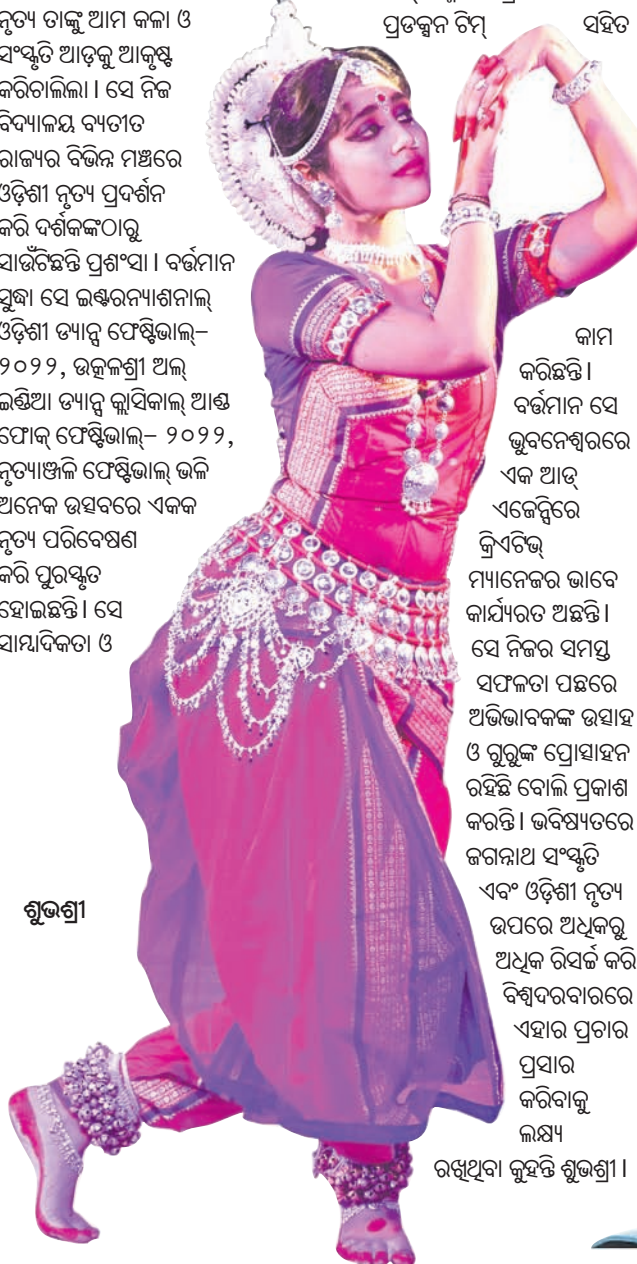 ନୃତ୍ୟ ତାଙ୍କୁ ଆମ କଳା ଓ
ସଂସ୍କୃତି ଆଡ଼କୁ ଆକୃଷ୍ଟ
କରିଚାଲିଲା । ସେ ନିଜ
ବିଦ୍ୟାଳୟ ବ୍ୟତୀତ
ରାଜ୍ୟର ବିଭିନ୍ନ ମଞ୍ଚରେ
ଓଡ଼ିଶୀ ନୃତ୍ୟ ପ୍ରଦର୍ଶନ
କରି ଦର୍ଶକଙ୍କଠାରୁ
ସାଉଁଟିଛନ୍ତି ପ୍ରଶଂସା । ବର୍ତ୍ତମାନ
ସୁଦ୍ଧା ସେ ଇଣ୍ଟରନ୍ୟାଶନାଲ୍
ଓଡ଼ିଶୀ ଡ୍ୟାନ୍ସ ଫେଷ୍ଟିଭାଲ୍–
୨୦୨୨, ଉତ୍କଳଶ୍ରୀ ଅଲ୍
ଇଣ୍ଡିଆ ଡ୍ୟାନ୍ସ କ୍ଲାସିକାଲ୍ ଆଣ୍ଡ
ଫୋକ୍ ଫେଷ୍ଟିଭାଲ୍– ୨୦୨୨,
ନୃତ୍ୟାଞ୍ଜଳି ଫେଷ୍ଟିଭାଲ୍ ଭଳି
ଅନେକ ଉତ୍ସବରେ ଏକକ
ନୃତ୍ୟ ପରିବେଷଣ
କରି ପୁରସ୍କୃତ
ହୋଇଛନ୍ତି । ସେ
ସାମ୍ବାଦିକତା ଓ
ପ୍ରଡକ୍ସନ ଟିମ୍ ସହିତ
କାମ
କରିଛନ୍ତି ।
ବର୍ତ୍ତମାନ ସେ
ଭୁବନେଶ୍ୱରରେ
ଏକ ଆଡ୍
ଏଜେନ୍ସିରେ
କ୍ରିଏଟିଭ୍
ମ୍ୟାନେଜର ଭାବେ
କାର୍ଯ୍ୟରତ ଅଛନ୍ତି ।
ସେ ନିଜର ସମସ୍ତ
ସଫଳତା ପଛରେ
ଅଭିଭାବକଙ୍କ ଉତ୍ସାହ
ଓ ଗୁରୁଙ୍କ ପ୍ରୋତ୍ସାହନ
ରହିଛି ବୋଲି ପ୍ରକାଶ
କରନ୍ତି । ଭବିଷ୍ୟତରେ
ଜଗନ୍ନାଥ ସଂସ୍କୃତି
ଏବଂ ଓଡ଼ିଶୀ ନୃତ୍ୟ
ଉପରେ ଅଧିକରୁ
ଅଧିକ ରିସର୍ଚ୍ଚ କରି
ବିଶ୍ୱଦରବାରରେ
ଏହାର ପ୍ରଚାର
ପ୍ରସାର
କରିବାକୁ
ଲକ୍ଷ୍ୟ
ରଖିଥିବା କୁହନ୍ତି ଶୁଭଶ୍ରୀ ।
ଶୁଭଶ୍ରୀ